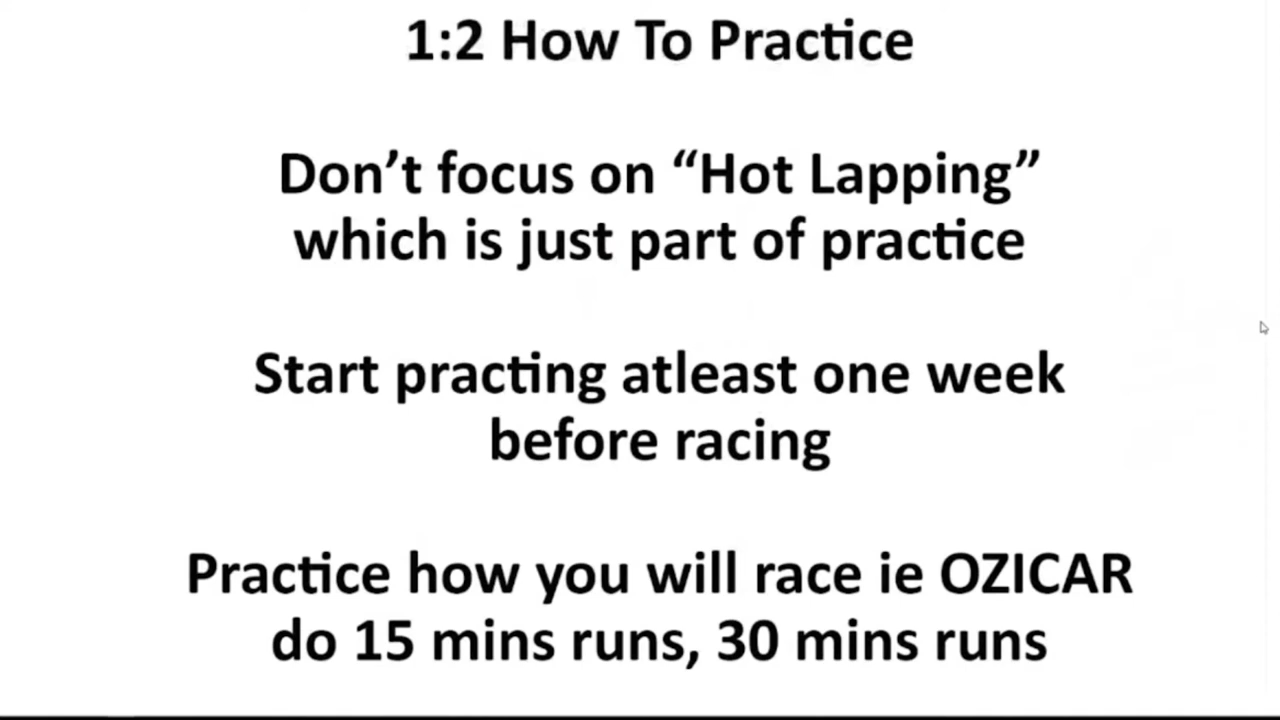 1:2 How To Practice
Don’t focus on “Hot Lapping”
which is just part of practice
Start practing atleast one week
before racing
Practice how you will race ie OZICAR
do 15 mins runs, 30 mins runs